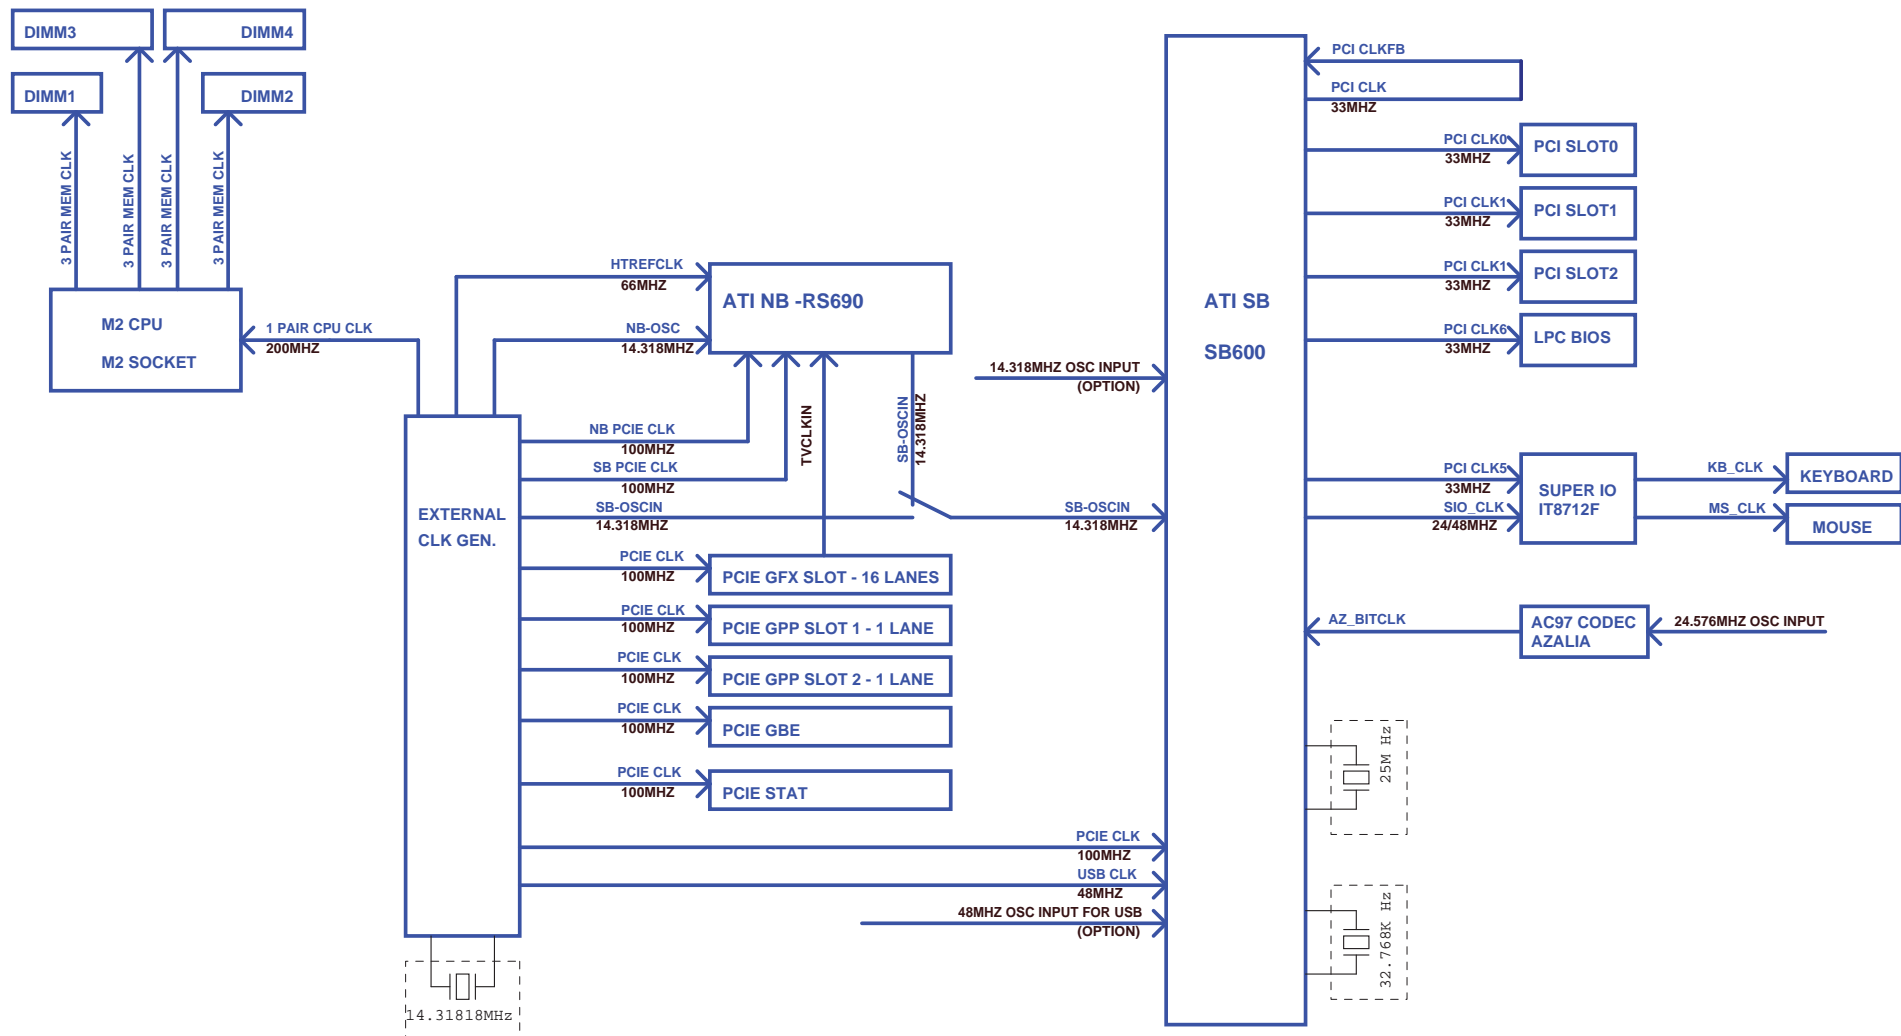 DIMM3
DIMM4
DIMM1
DIMM2
3 PAIR MEM CLK
3 PAIR MEM CLK
3 PAIR MEM CLK
3 PAIR MEM CLK
M2 CPU
M2 SOCKET
1 PAIR CPU CLK
200MHZ
HTREFCLK
66MHZ
NB-OSC
14.318MHZ
ATI NB -RS690
EXTERNAL
CLK GEN.
NB PCIE CLK
100MHZ
SB PCIE CLK
100MHZ
SB-OSCIN
14.318MHZ
TVCLKIN
SB-OSCIN
14.318MHZ
PCIE CLK
100MHZ
PCIE GFX SLOT - 16 LANES
PCIE CLK
100MHZ
PCIE GPP SLOT 1 - 1 LANE
PCIE CLK
100MHZ
PCIE GPP SLOT 2 - 1 LANE
PCIE CLK
100MHZ
PCIE GBE
PCIE CLK
100MHZ
PCIE STAT
14.31818MHz
14.318MHZ OSC INPUT
(OPTION)
SB-OSCIN
14.318MHZ
PCIE CLK
100MHZ
USB CLK
48MHZ
48MHZ OSC INPUT FOR USB
(OPTION)
ATI SB
SB600
PCI CLKFB
PCI CLK
33MHZ
PCI CLK0
33MHZ
PCI SLOT0
PCI CLK1
33MHZ
PCI SLOT1
PCI CLK1
33MHZ
PCI SLOT2
PCI CLK6
33MHZ
LPC BIOS
PCI CLK5
33MHZ
SIO_CLK
24/48MHZ
SUPER IO
IT8712F
KB_CLK
KEYBOARD
MS_CLK
MOUSE
AZ_BITCLK
AC97 CODEC
AZALIA
24.576MHZ OSC INPUT
25M Hz
32.768K Hz